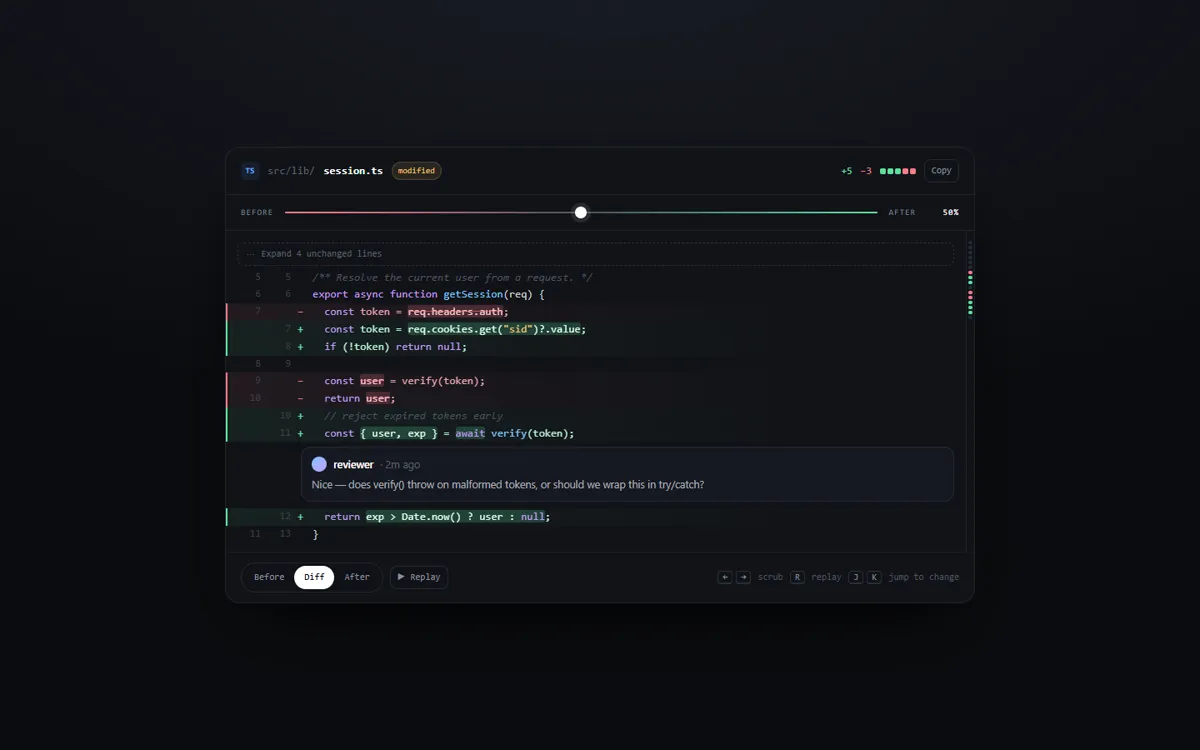 TS src/lib/ session.ts modified +5 −3 Copy
BEFORE AFTER 50%
··· Expand 4 unchanged lines
5 5 /** Resolve the current user from a request. */
6 6 export async function getSession(req) {
7 − const token = req.headers.auth;
7 + const token = req.cookies.get("sid")?.value;
8 + if (!token) return null;
8 9
9 − const user = verify(token);
10 − return user;
10 + // reject expired tokens early
11 + const { user, exp } = await verify(token);
reviewer · 2m ago
Nice — does verify() throw on malformed tokens, or should we wrap this in try/catch?
12 + return exp > Date.now() ? user : null;
11 13 }
Before Diff After ▶ Replay ← → scrub R replay J K jump to change